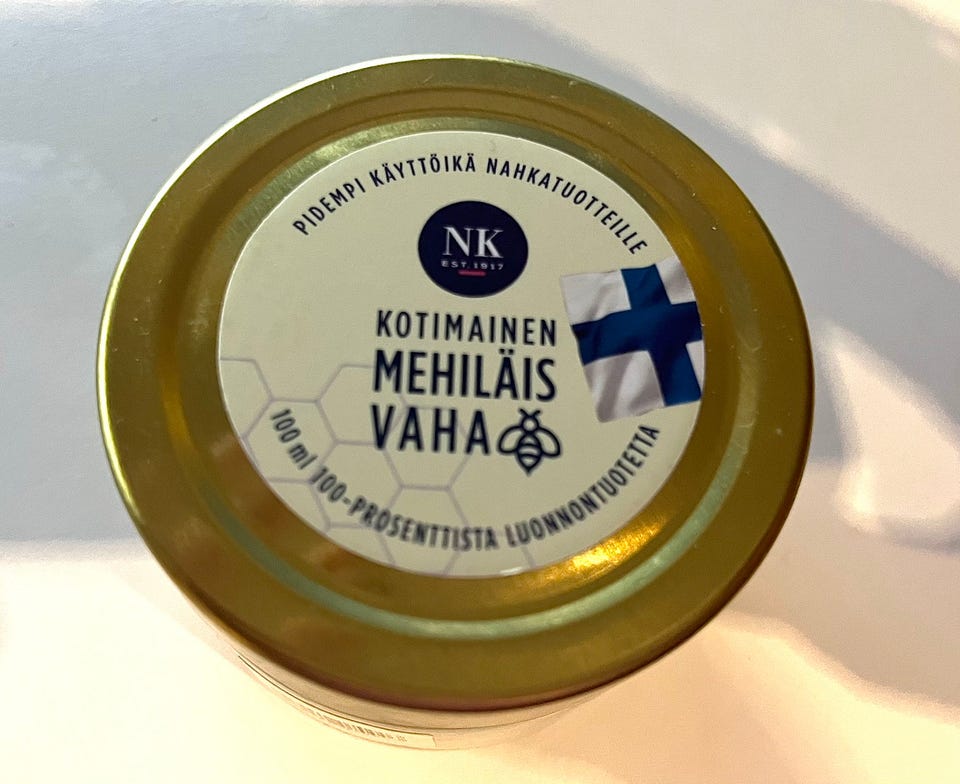 PIDEMPI KÄYTTÖIKÄ NAHKATUOTTEILLE
NK
EST. 1917
KOTIMAINEN
MEHILÄIS
VAHA
100 ml 100-PROSENTTISTA LUONNONTUOTETTA